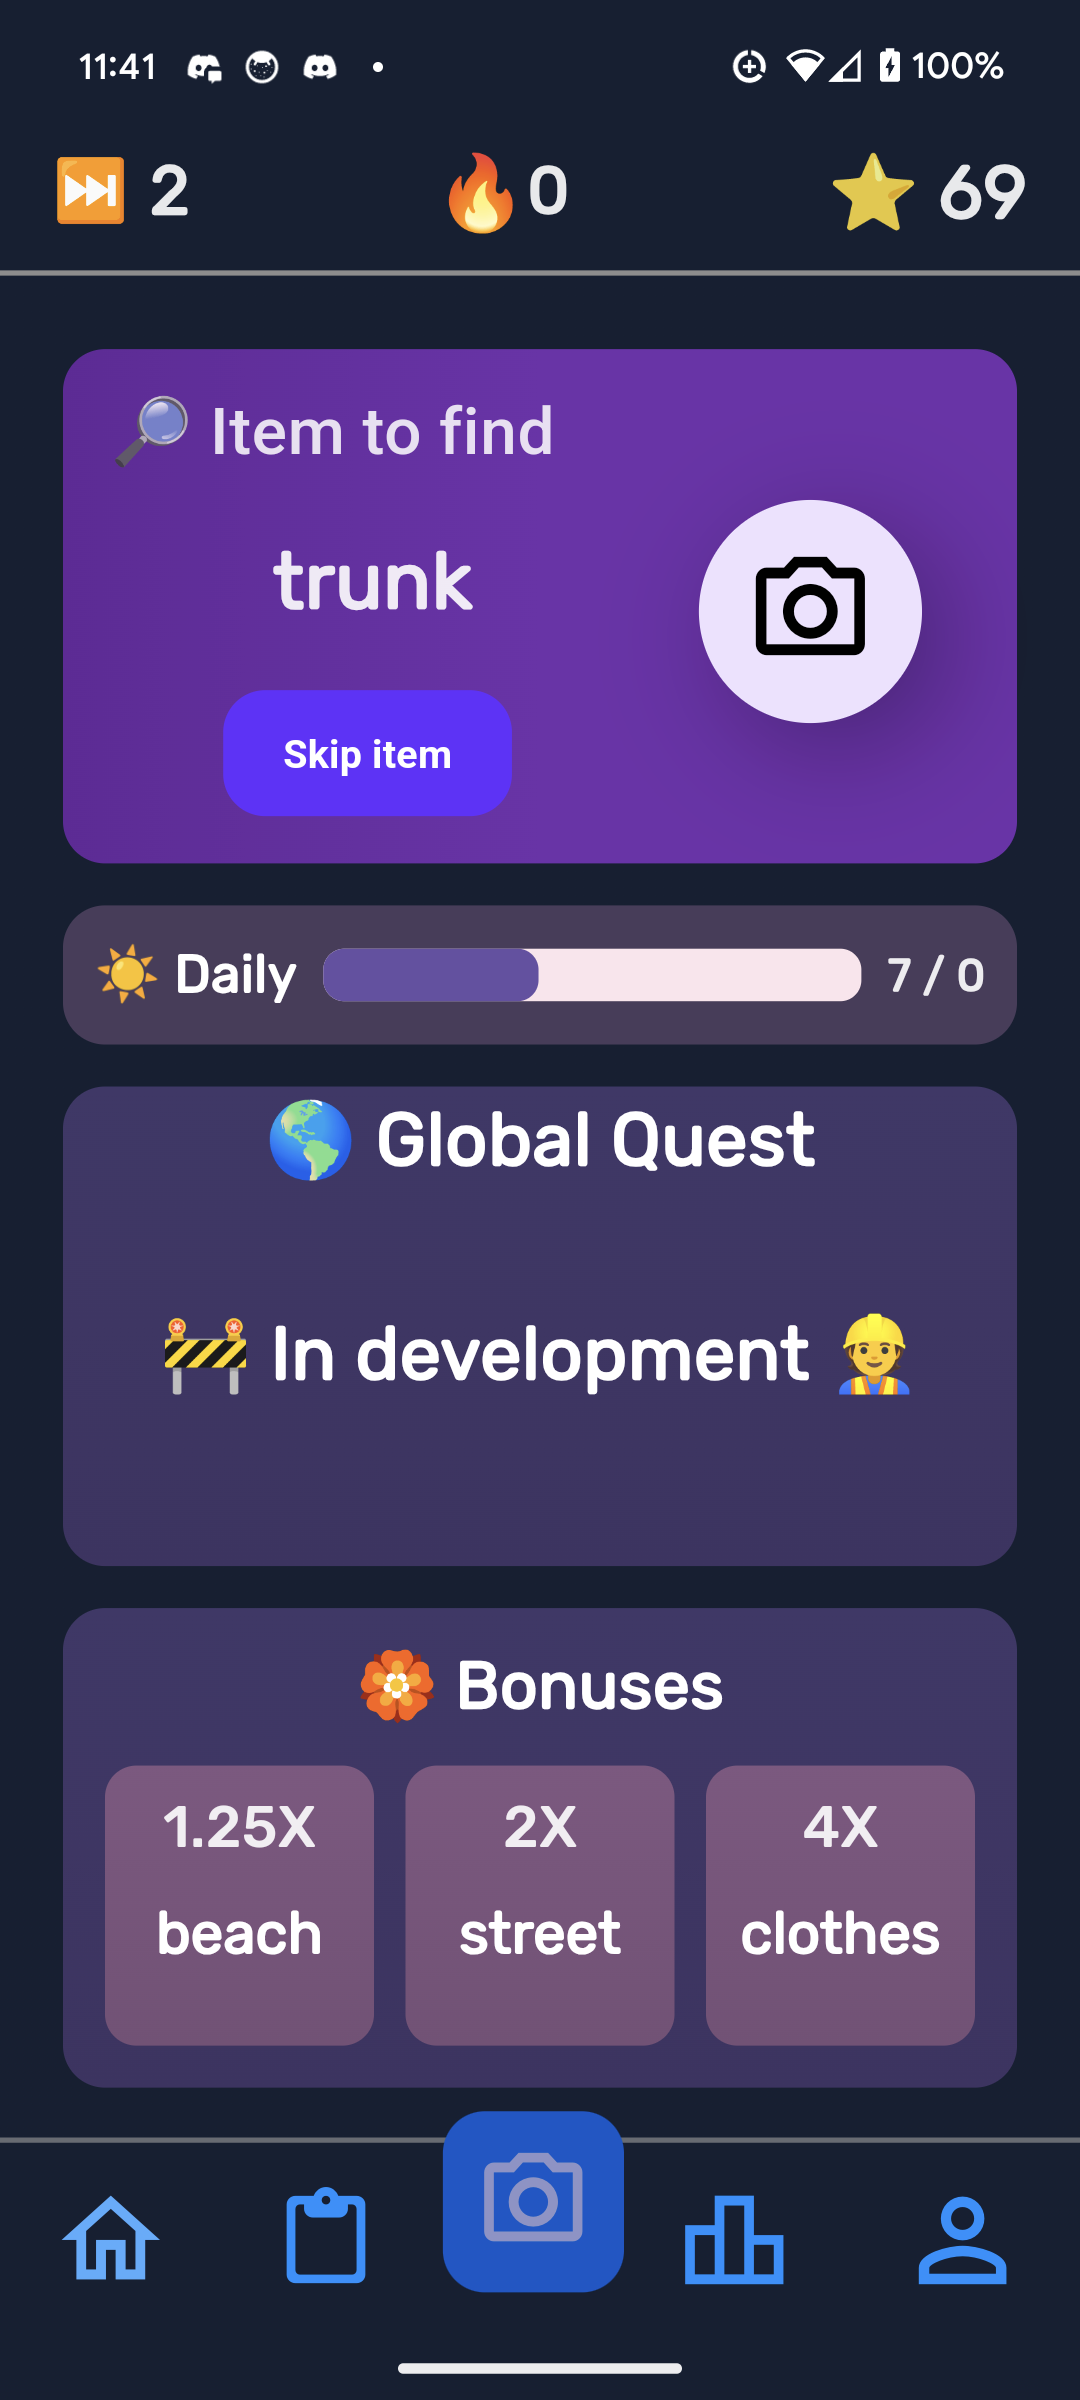 11:41 100%
2 0 69
Item to find
trunk
Skip item
Daily 7 / 0
Global Quest
In development
Bonuses
1.25X 2X 4X
beach street clothes